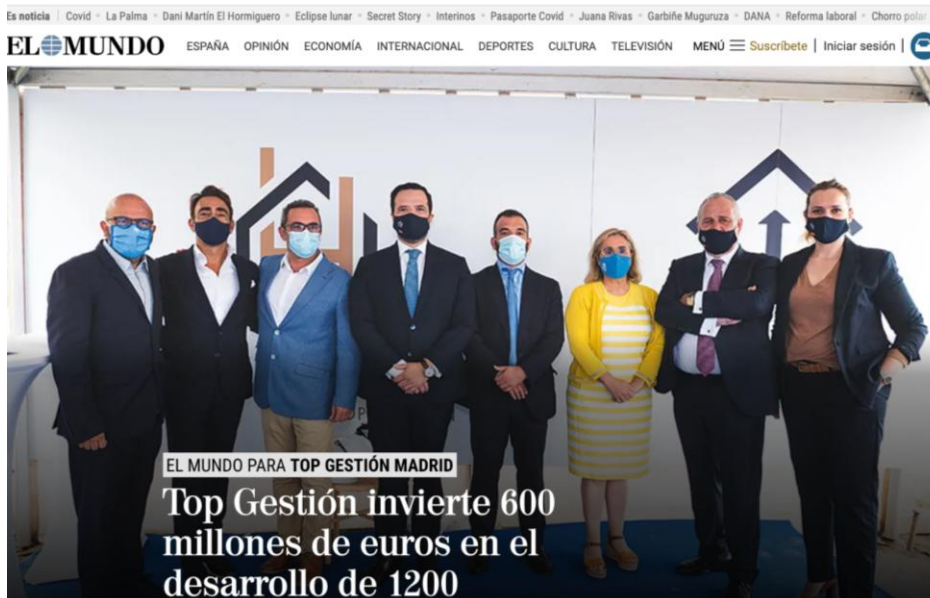 Es noticia | Covid • La Palma • Dani Martín El Hormiguero • Eclipse lunar • Secret Story • Interinos • Pasaporte Covid • Juana Rivas • Garbiñe Muguruza • DANA • Reforma laboral • Chorro polar
EL MUNDO ESPAÑA OPINIÓN ECONOMÍA INTERNACIONAL DEPORTES CULTURA TELEVISIÓN MENÚ Suscríbete | Iniciar sesión |
EL MUNDO PARA TOP GESTIÓN MADRID
Top Gestión invierte 600
millones de euros en el
desarrollo de 1200